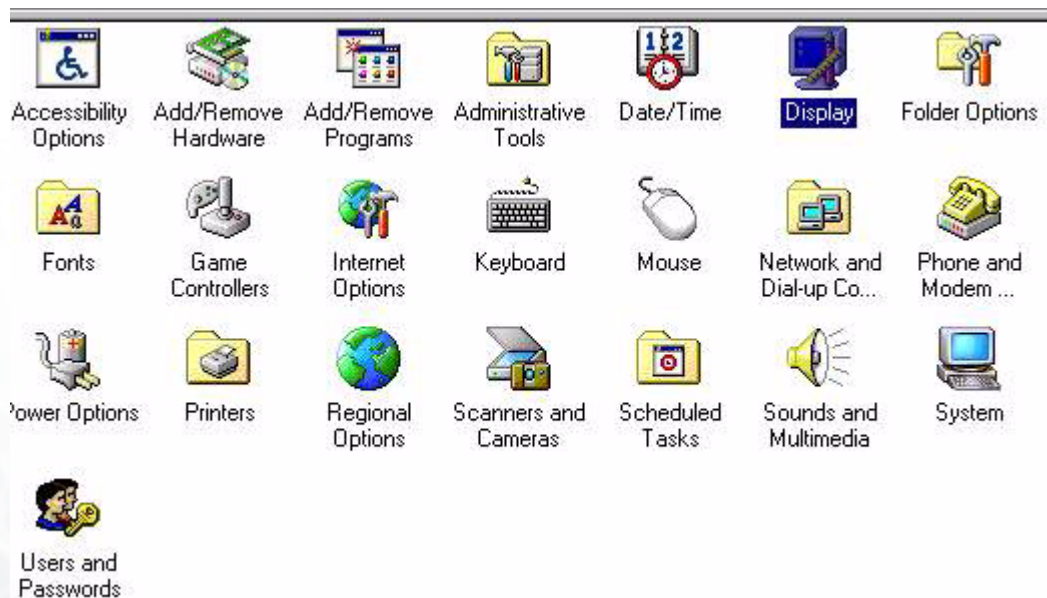 Accessibility Options
Add/Remove Hardware
Add/Remove Programs
Administrative Tools
Date/Time
Display
Folder Options
Fonts
Game Controllers
Internet Options
Keyboard
Mouse
Network and Dial-up Co...
Phone and Modem ...
Power Options
Printers
Regional Options
Scanners and Cameras
Scheduled Tasks
Sounds and Multimedia
System
Users and Passwords